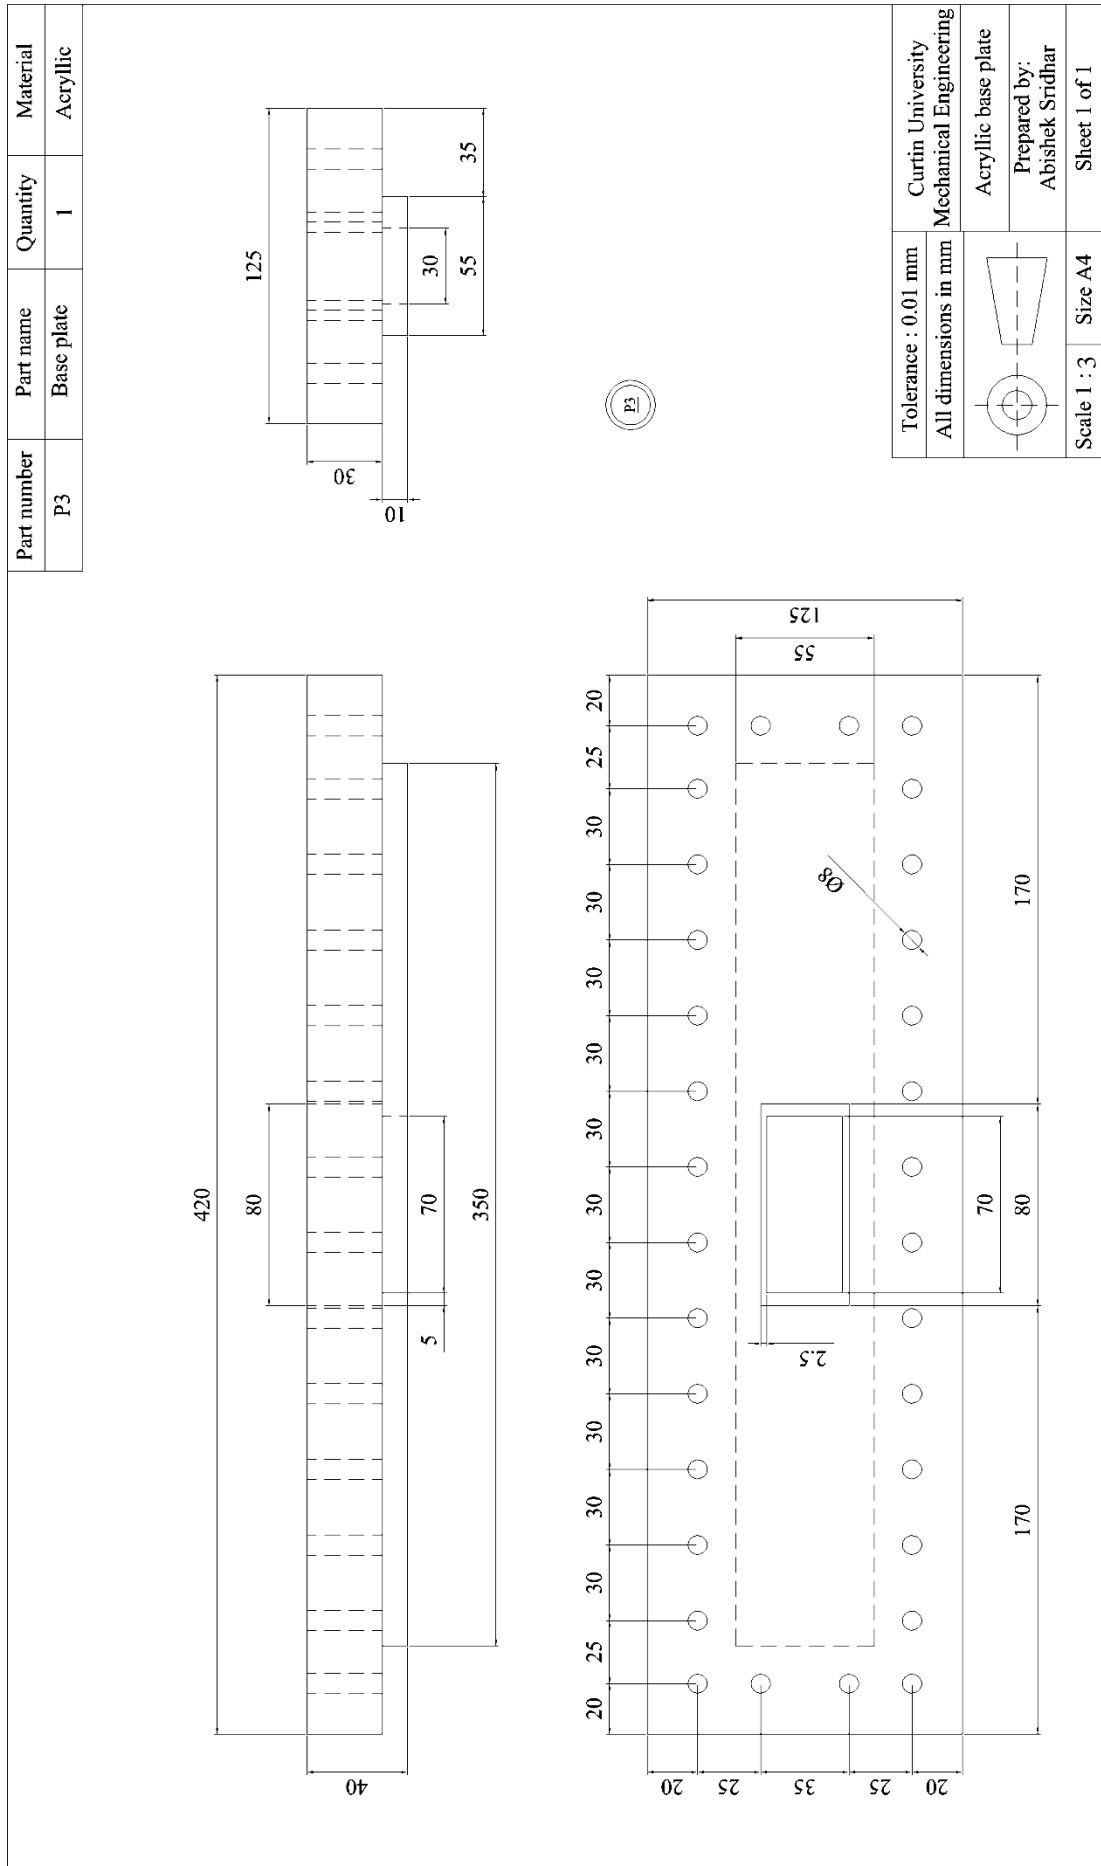 Part number Part name Quantity Material
P3 Base plate 1 Acryllic
420
80
40
70
5
350
125
30
10
30
55
35
20 25 30 30 30 30 30 30 30 30 30 30 30 25 20
20
25
35
25
20
2.5
Ø8
55
125
70
170 80 170
P3
Tolerance : 0.01 mm
All dimensions in mm
Curtin University
Mechanical Engineering
Acryllic base plate
Prepared by:
Abishek Sridhar
Scale 1 : 3 Size A4 Sheet 1 of 1